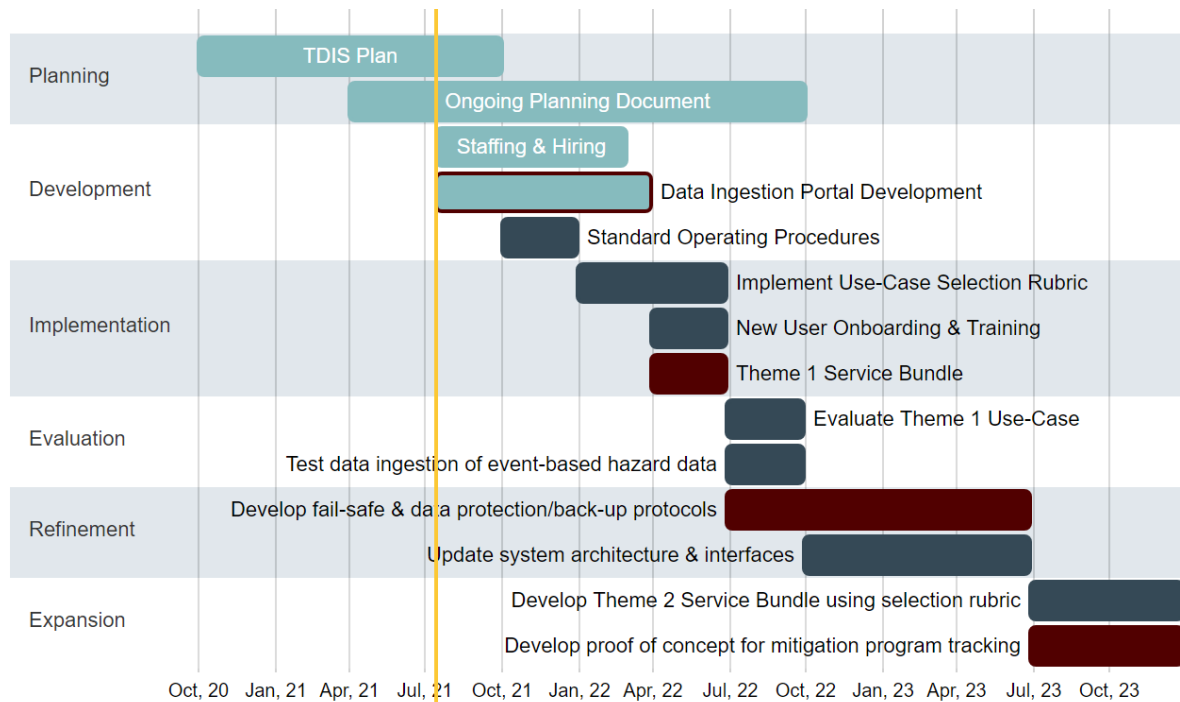 Planning
TDIS Plan
Ongoing Planning Document
Development
Staffing & Hiring
Data Ingestion Portal Development
Standard Operating Procedures
Implementation
Implement Use-Case Selection Rubric
New User Onboarding & Training
Theme 1 Service Bundle
Evaluation
Evaluate Theme 1 Use-Case
Test data ingestion of event-based hazard data
Refinement
Develop fail-safe & data protection/back-up protocols
Update system architecture & interfaces
Expansion
Develop Theme 2 Service Bundle using selection rubric
Develop proof of concept for mitigation program tracking
Oct, 20 Jan, 21 Apr, 21 Jul, 21 Oct, 21 Jan, 22 Apr, 22 Jul, 22 Oct, 22 Jan, 23 Apr, 23 Jul, 23 Oct, 23